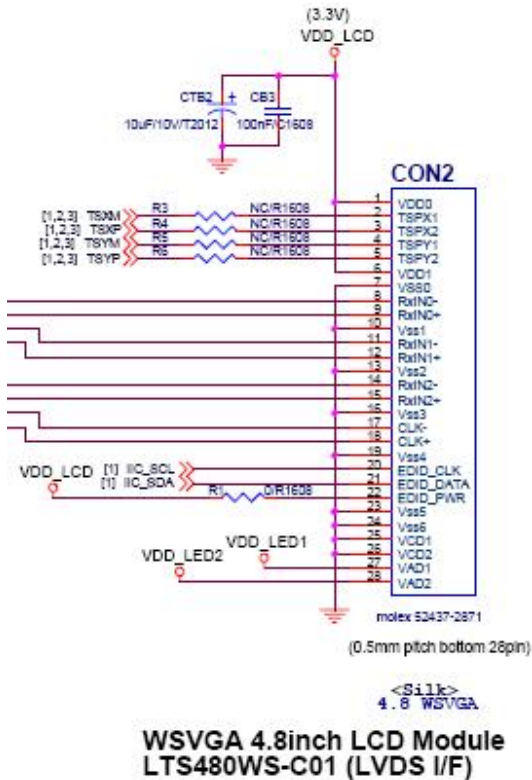 (3.3V)
VDD_LCD
CTB2 + CB3
10uF/10V/T2012 100nF/C1608
CON2
1 VDD0
[1,2,3] TSXM R3 NC/R1608 2 TSPX1
[1,2,3] TSXP R4 NC/R1608 3 TSPX2
[1,2,3] TSYM R5 NC/R1608 4 TSPY1
[1,2,3] TSYP R6 NC/R1608 5 TSPY2
6 VDD1
7 VSS0
8 RxIN0-
9 RxIN0+
10 Vss1
11 RxIN1-
12 RxIN1+
13 Vss2
14 RxIN2-
15 RxIN2+
16 Vss3
17 CLK-
18 CLK+
19 Vss4
[1] IIC_SCL 20 EDID_CLK
[1] IIC_SDA 21 EDID_DATA
VDD_LCD R1 0/R1608 22 EDID_PWR
23 Vss5
24 Vss6
25 VCD1
26 VCD2
VDD_LED1 27 VAD1
VDD_LED2 28 VAD2
molex 52437-2871
(0.5mm pitch bottom 28pin)
<Silk>
4.8 WSVGA
WSVGA 4.8inch LCD Module
LTS480WS-C01 (LVDS I/F)